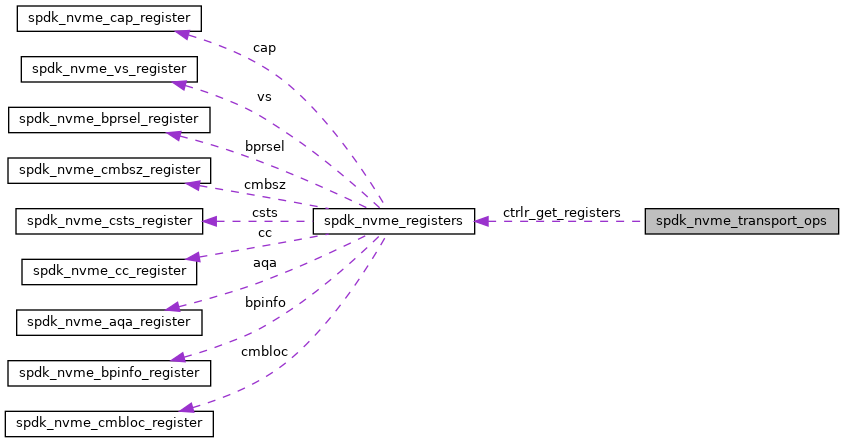 spdk_nvme_cap_register
cap
spdk_nvme_vs_register
vs
spdk_nvme_bprsel_register
bprsel
spdk_nvme_cmbsz_register
cmbsz
spdk_nvme_csts_register
csts
spdk_nvme_registers
ctrlr_get_registers
spdk_nvme_transport_ops
cc
spdk_nvme_cc_register
aqa
spdk_nvme_aqa_register
bpinfo
spdk_nvme_bpinfo_register
cmbloc
spdk_nvme_cmbloc_register